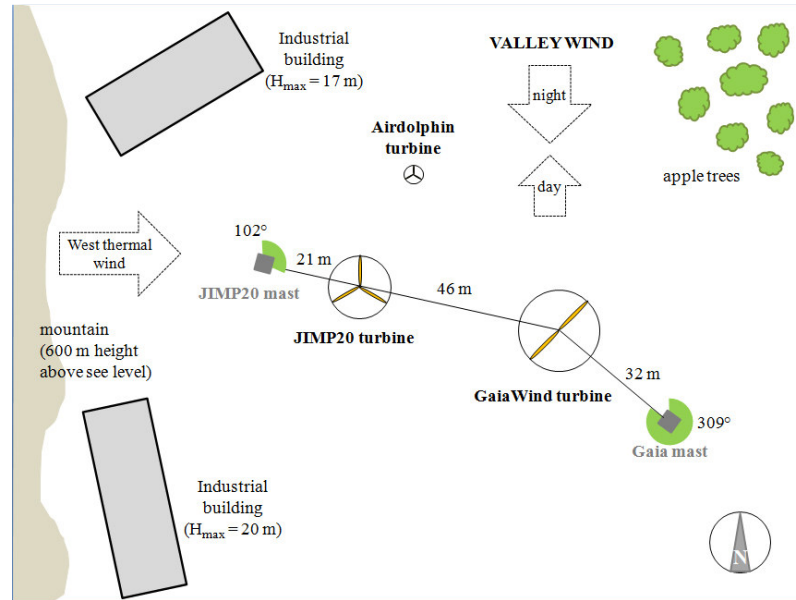 Industrial
building
(Hmax = 17 m)
VALLEY WIND
night
day
Airdolphin
turbine
apple trees
West thermal
wind
102°
21 m
JIMP20 mast
46 m
JIMP20 turbine
mountain
(600 m height
above see level)
32 m
GaiaWind turbine
309°
Gaia mast
Industrial
building
(Hmax = 20 m)
N